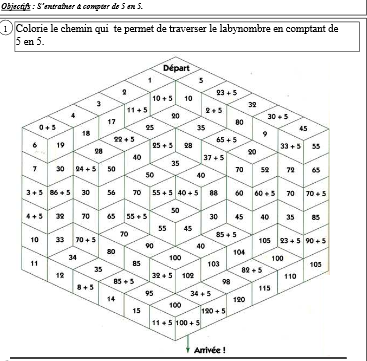 Objectifs : S'entraîner à compter de 5 en 5.
1 Colorie le chemin qui te permet de traverser le labynombre en comptant de
5 en 5.
Départ
1 5
2 10 + 5 10 23 + 5
3 11 + 5 20 2 + 5 32
4 17 25 35 80 30 + 5
0 + 5 18 22 + 5 25 + 5 28 65 + 5 9 45
6 19 28 40 35 37 + 5 20 33 + 5 55
7 30 24 + 5 50 50 40 70 52 72 65
3 + 5 86 + 5 30 56 70 55 + 5 40 + 5 88 60 60 + 5 70 70 + 5
4 + 5 32 70 65 55 + 5 50 30 45 40 35 85
10 33 70 + 5 70 55 45 85 + 5 105 23 + 5 90 + 5
11 34 80 90 40 104 100 105
12 35 85 100 103 82 + 5 110
8 + 5 85 + 5 32 + 5 102 98 115
14 95 34 + 5 120
15 100 120 + 5
11 + 5 100 + 5
Arrivée !